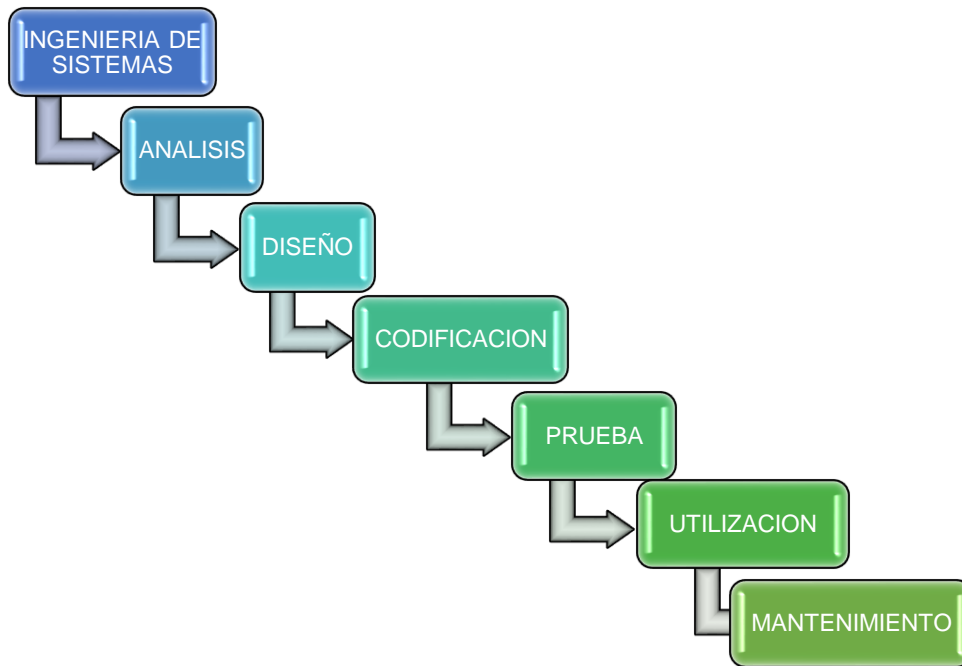 INGENIERIA DE
SISTEMAS
ANALISIS
DISEÑO
CODIFICACION
PRUEBA
UTILIZACION
MANTENIMIENTO